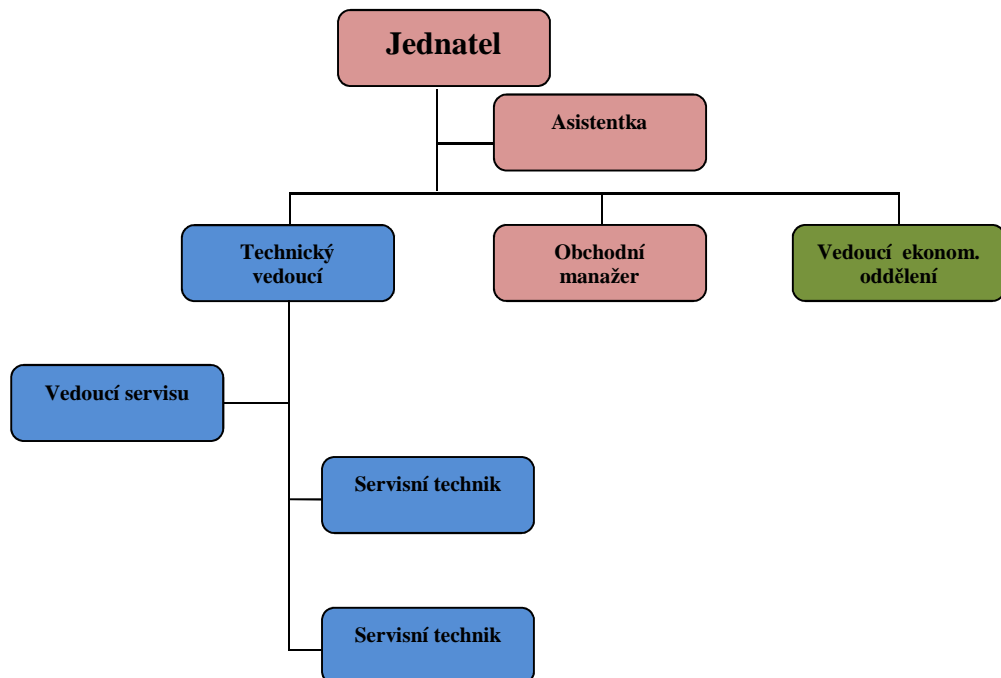 Jednatel
Asistentka
Technický
vedoucí
Obchodní
manažer
Vedoucí  ekonom.
oddělení
Vedoucí servisu
Servisní technik
Servisní technik